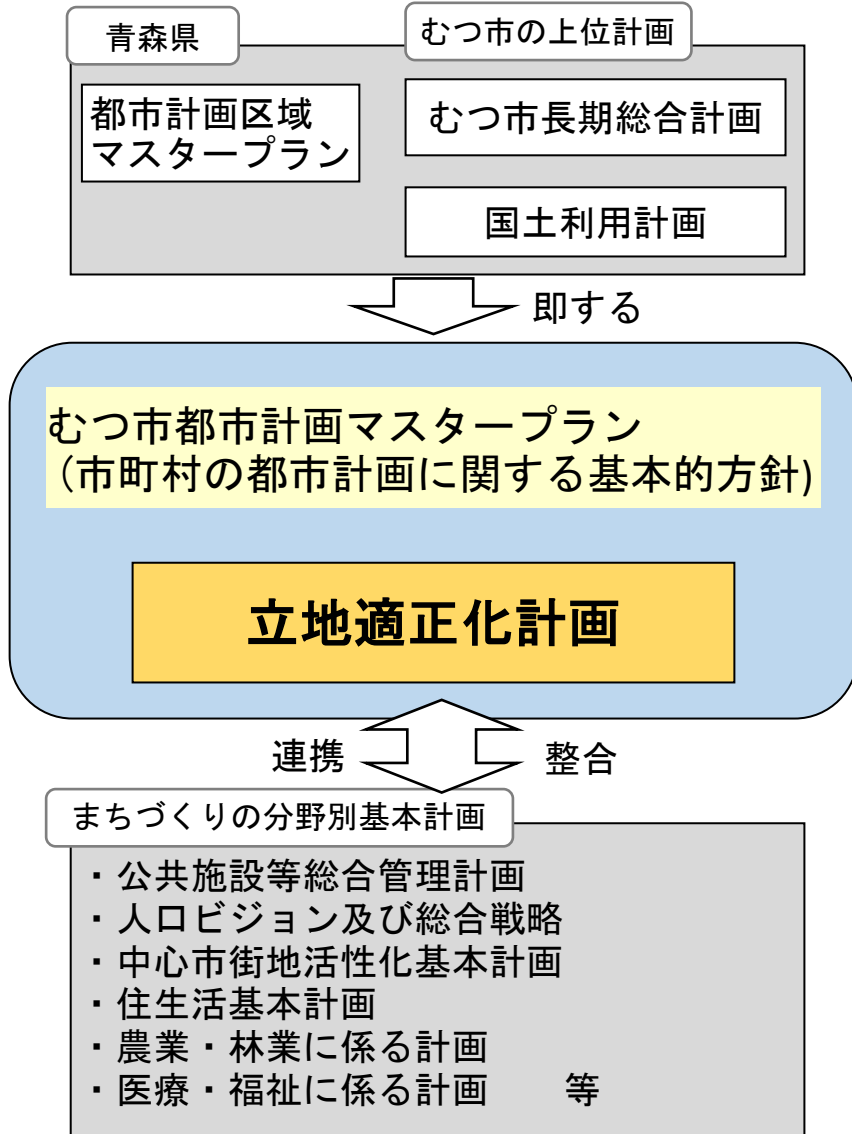 青森県
むつ市の上位計画
都市計画区域
マスタープラン
むつ市長期総合計画
国土利用計画
即する
むつ市都市計画マスタープラン
（市町村の都市計画に関する基本的方針)
立地適正化計画
連携
整合
まちづくりの分野別基本計画
・公共施設等総合管理計画
・人口ビジョン及び総合戦略
・中心市街地活性化基本計画
・住生活基本計画
・農業・林業に係る計画
・医療・福祉に係る計画　　等